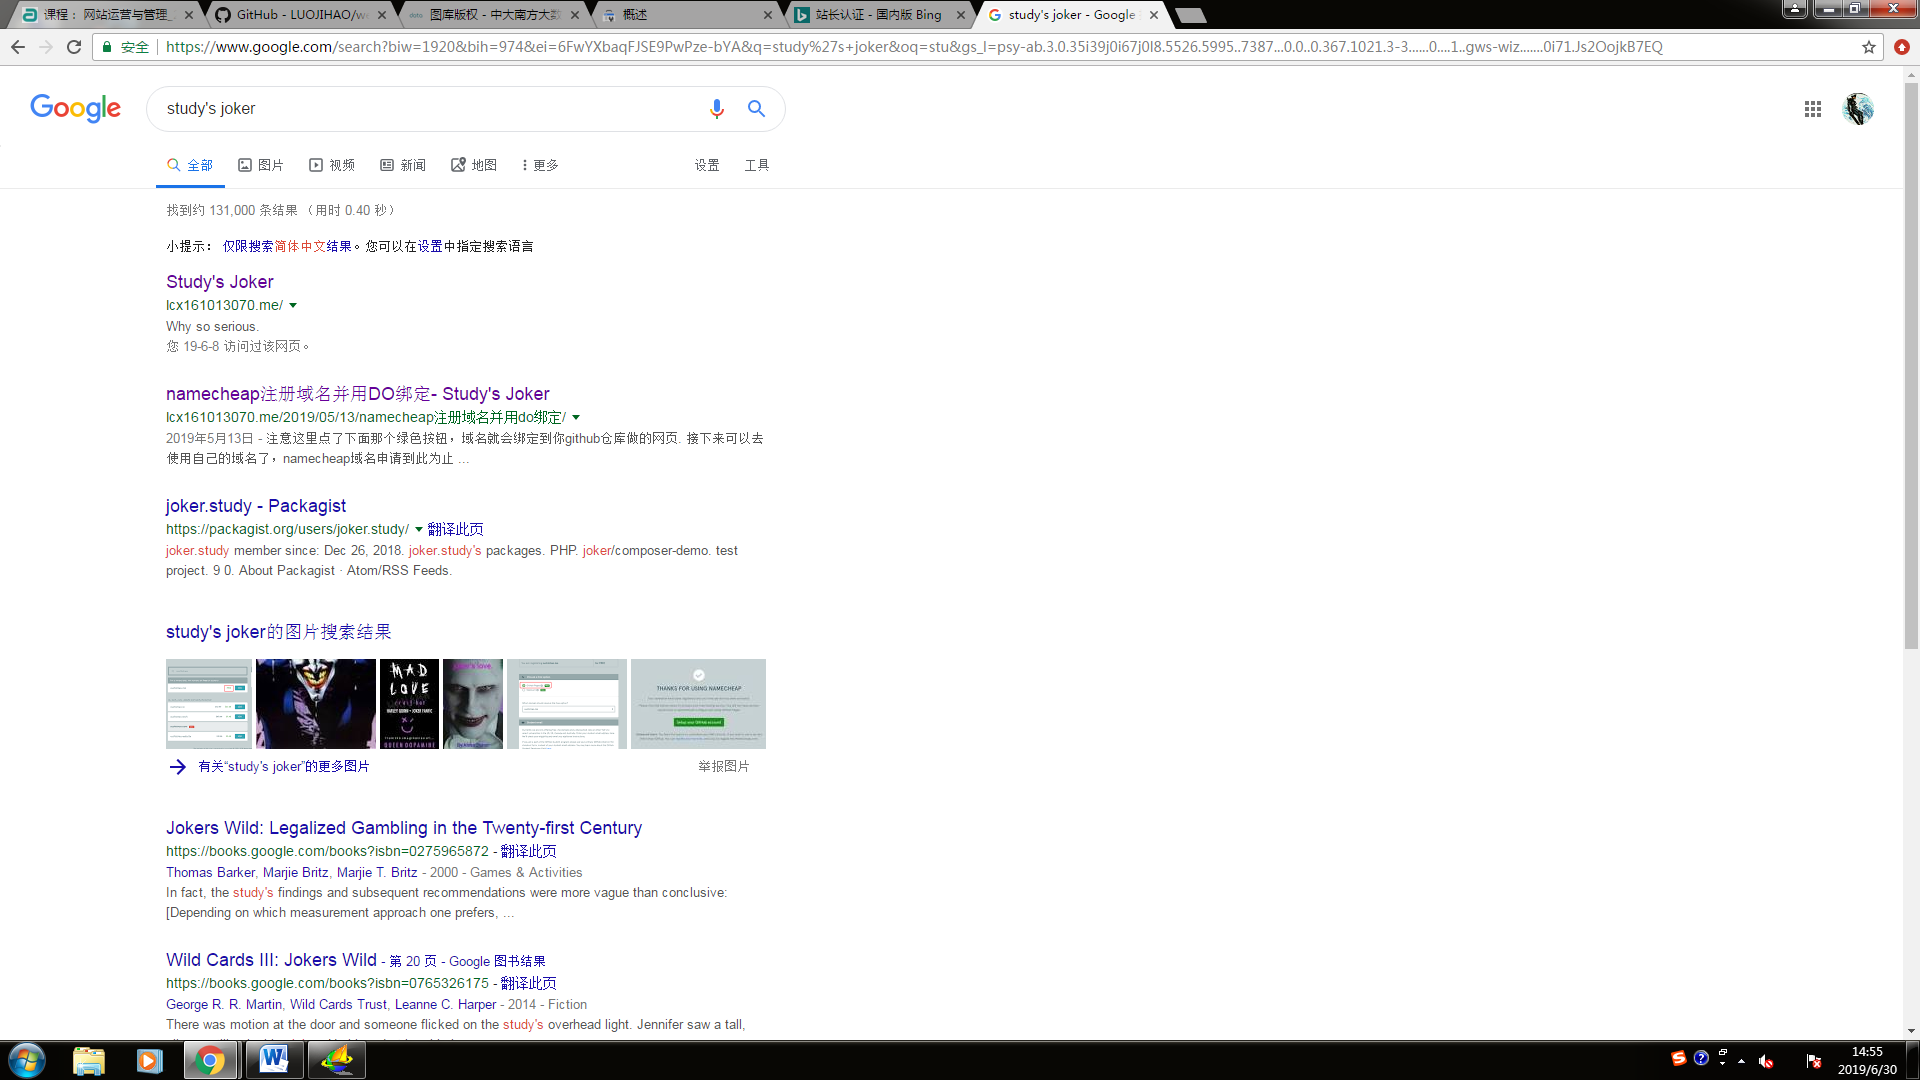 课程： 网站运营与管理_
GitHub - LUOJIHAO/we
图库版权 - 中大南方大数
概述
站长认证 - 国内版 Bing
study's joker - Google
安全
https://www.google.com/search?biw=1920&bih=974&ei=6FwYXbaqFJSE9PwPze-bYA&q=study%27s+joker&oq=stu&gs_l=psy-ab.3.0.35i39j0i67j0l8.5526.5995..7387...0.0..0.367.1021.3-3......0....1..gws-wiz.......0i71.Js2OojkB7EQ
Google
study's joker
全部
图片
视频
新闻
地图
更多
设置
工具
找到约 131,000 条结果 （用时 0.40 秒）
小提示： 仅限搜索简体中文结果。您可以在设置中指定搜索语言
Study's Joker
lcx161013070.me/
Why so serious.
您 19-6-8 访问过该网页。
namecheap注册域名并用DO绑定- Study's Joker
lcx161013070.me/2019/05/13/namecheap注册域名并用do绑定/
2019年5月13日 - 注意这里点了下面那个绿色按钮，域名就会绑定到你github仓库做的网页. 接下来可以去
使用自己的域名了，namecheap域名申请到此为止 ...
joker.study - Packagist
https://packagist.org/users/joker.study/ 翻译此页
joker.study member since: Dec 26, 2018. joker.study's packages. PHP. joker/composer-demo. test
project. 9 0. About Packagist · Atom/RSS Feeds.
study's joker的图片搜索结果
MAD
LOVE
HARLEY QUINN + JOKER FANFIC
QUEEN DOPAMINE
THANKS FOR USING NAMECHEAP
有关“study's joker”的更多图片
举报图片
Jokers Wild: Legalized Gambling in the Twenty-first Century
https://books.google.com/books?isbn=0275965872 - 翻译此页
Thomas Barker, Marjie Britz, Marjie T. Britz - 2000 - Games & Activities
In fact, the study's findings and subsequent recommendations were more vague than conclusive:
[Depending on which measurement approach one prefers, ...
Wild Cards III: Jokers Wild - 第 20 页 - Google 图书结果
https://books.google.com/books?isbn=0765326175 - 翻译此页
George R. R. Martin, Wild Cards Trust, Leanne C. Harper - 2014 - Fiction
There was motion at the door and someone flicked on the study's overhead light. Jennifer saw a tall,
14:55
2019/6/30